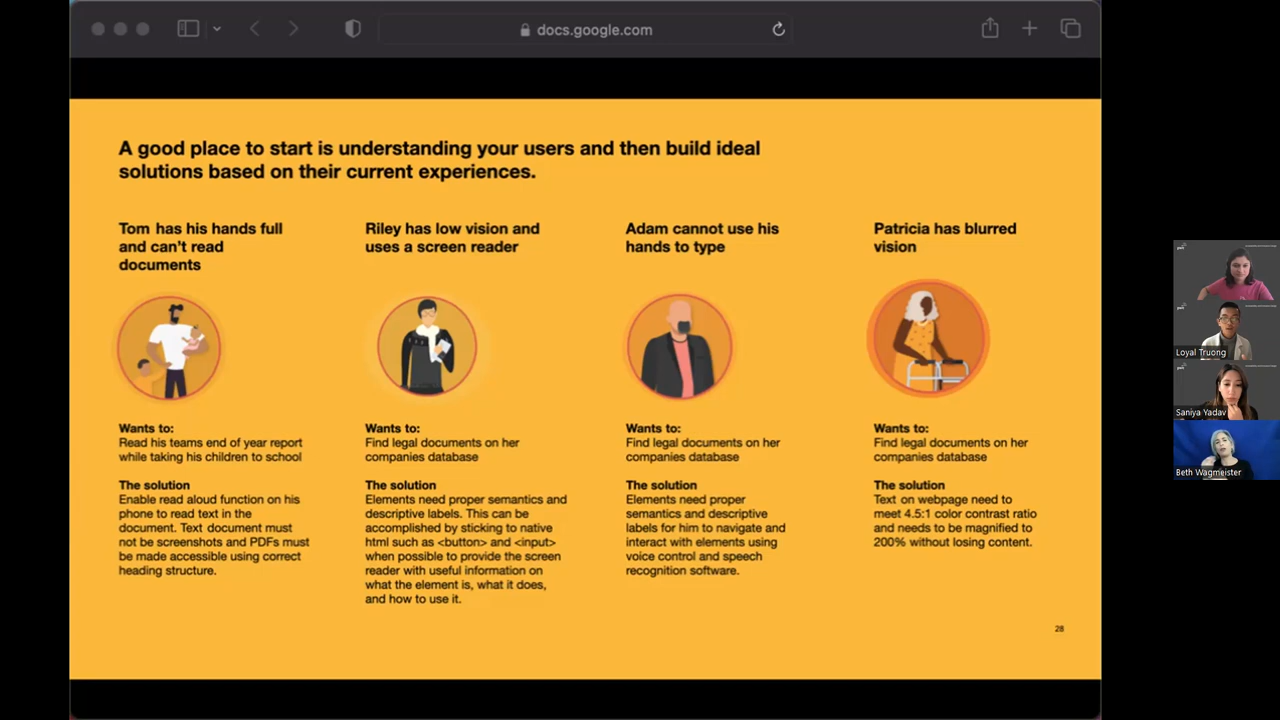 docs.google.com
A good place to start is understanding your users and then build ideal
solutions based on their current experiences.
Tom has his hands full
and can't read
documents
Wants to:
Read his teams end of year report
while taking his children to school
The solution
Enable read aloud function on his
phone to read text in the
document. Text document must
not be screenshots and PDFs must
be made accessible using correct
heading structure.
Riley has low vision and
uses a screen reader
Wants to:
Find legal documents on her
companies database
The solution
Elements need proper semantics and
descriptive labels. This can be
accomplished by sticking to native
html such as <button> and <input>
when possible to provide the screen
reader with useful information on
what the element is, what it does,
and how to use it.
Adam cannot use his
hands to type
Wants to:
Find legal documents on her
companies database
The solution
Elements need proper
semantics and descriptive
labels for him to navigate and
interact with elements using
voice control and speech
recognition software.
Patricia has blurred
vision
Wants to:
Find legal documents on her
companies database
The solution
Text on webpage need to
meet 4.5:1 color contrast ratio
and needs to be magnified to
200% without losing content.
28
Loyal Truong
Saniya Yadav
Beth Wagmeister